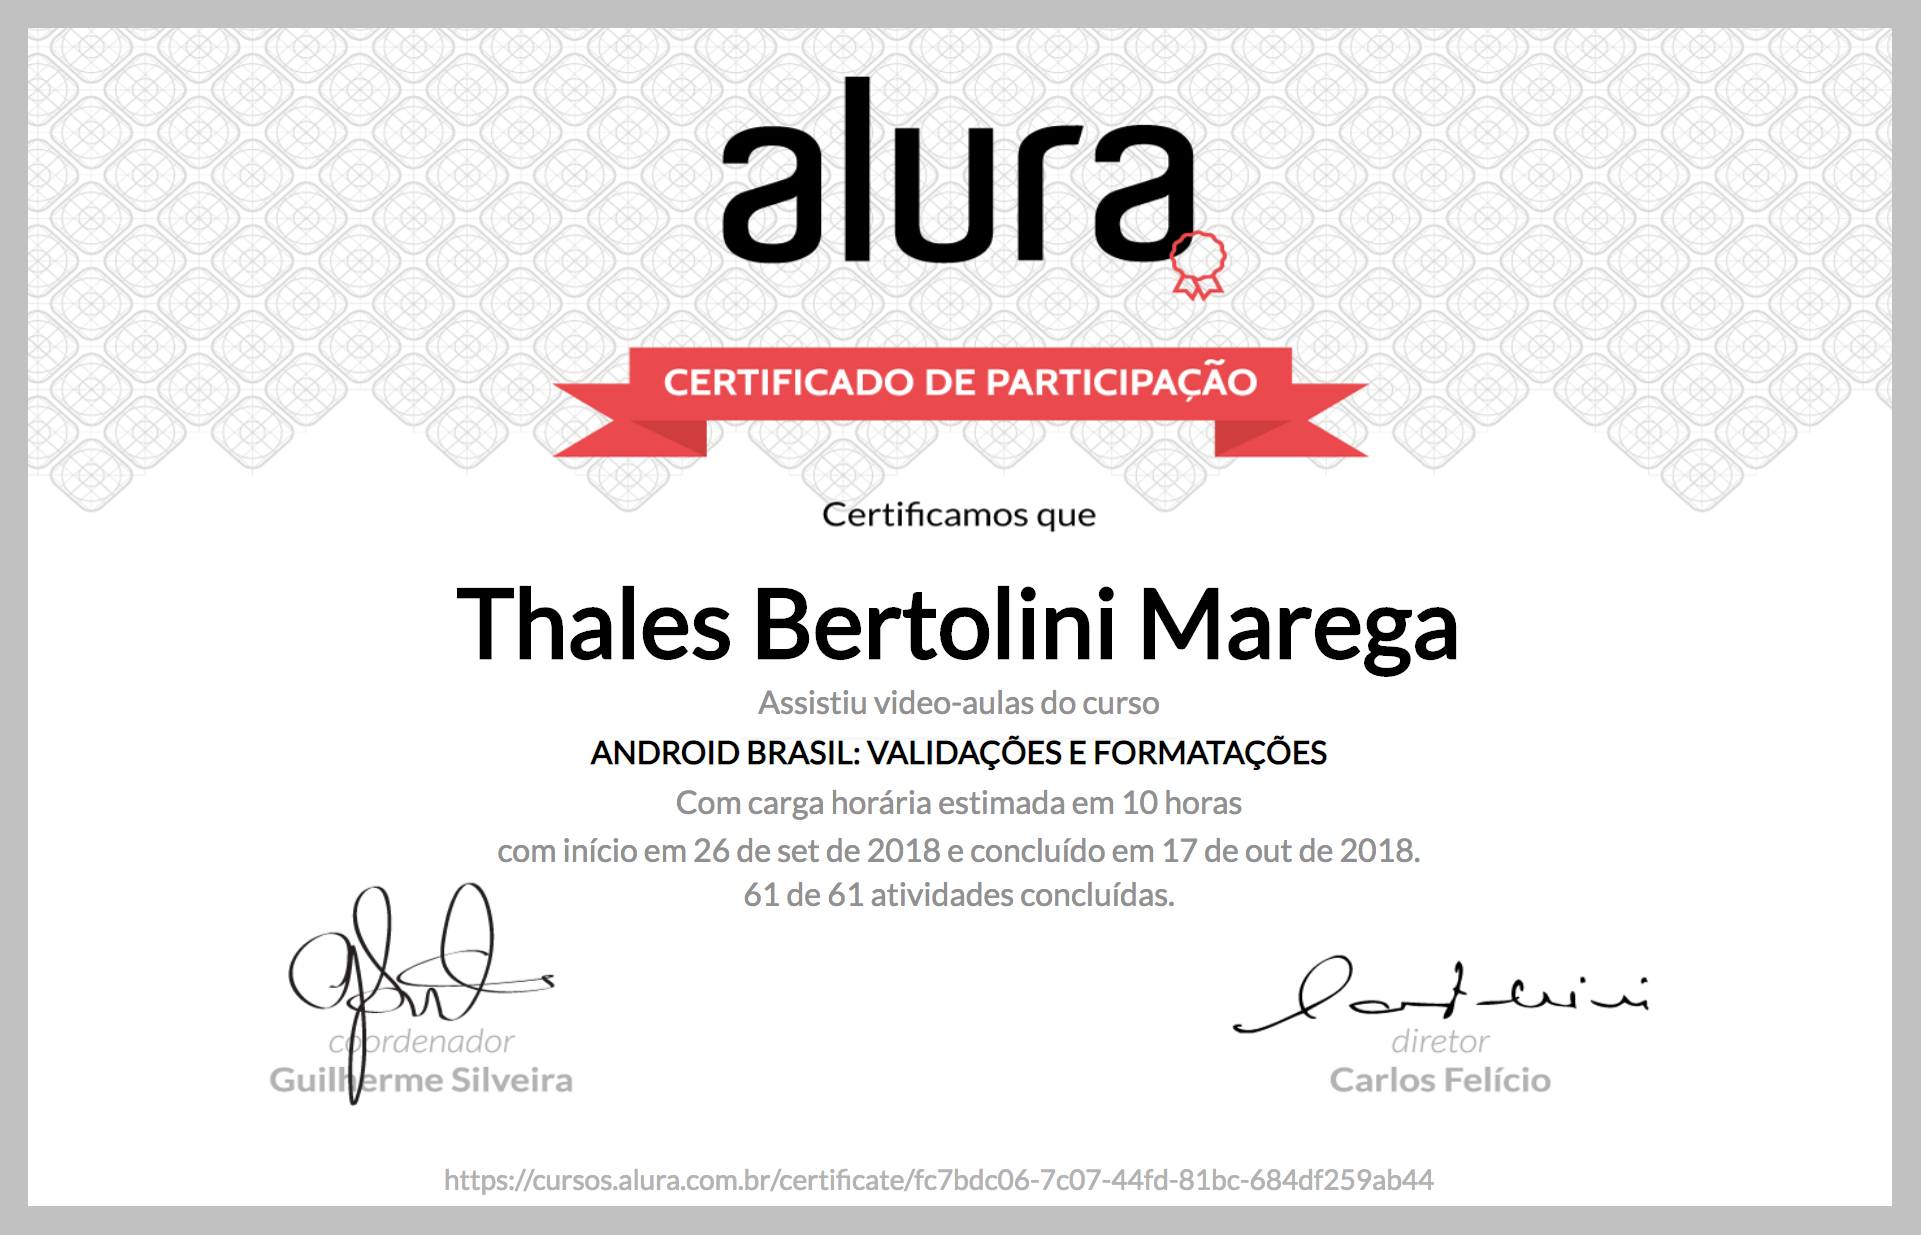 alura
CERTIFICADO DE PARTICIPAÇÃO
Certificamos que
Thales Bertolini Marega
Assistiu video-aulas do curso
ANDROID BRASIL: VALIDAÇÕES E FORMATAÇÕES
Com carga horária estimada em 10 horas
com início em 26 de set de 2018 e concluído em 17 de out de 2018.
61 de 61 atividades concluídas.
coordenador
Guilherme Silveira
diretor
Carlos Felício
https://cursos.alura.com.br/certificate/fc7bdc06-7c07-44fd-81bc-684df259ab44